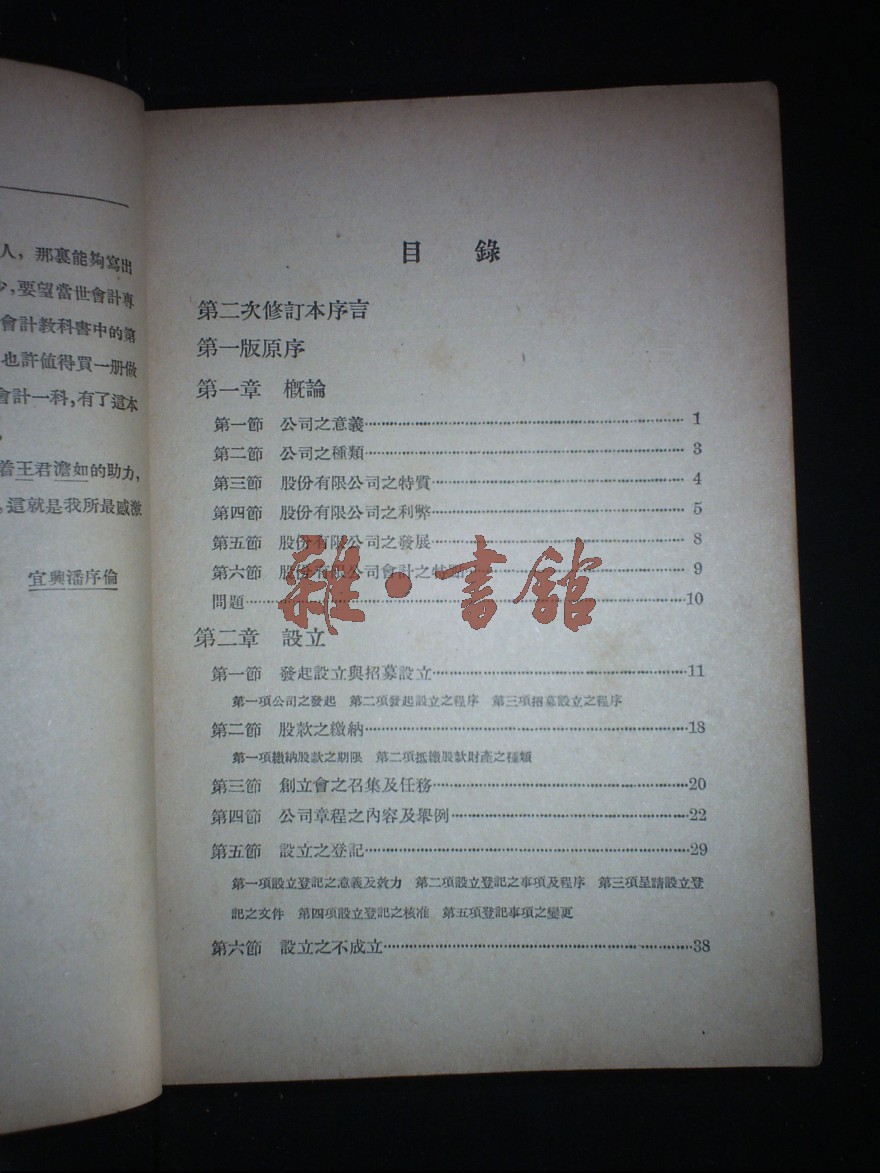 人，那裏能夠寫出
少，要望當世會計專
會計教科書中的第
也許值得買一册做
會計一科，有了這本
着王君澹如的助力，
，這就是我所最感激
宜興潘序倫
目錄
第二次修訂本序言
第一版原序
第一章 概論
第一節 公司之意義 1
第二節 公司之種類 3
第三節 股份有限公司之特質 4
第四節 股份有限公司之利弊 5
第五節 股份有限公司之發展 8
第六節 股份有限公司會計之特點 9
問題 10
雜·書館
第二章 設立
第一節 發起設立與招募設立 11
第一項公司之發起 第二項發起設立之程序 第三項招募設立之程序
第二節 股款之繳納 18
第一項繳納股款之期限 第二項抵繳股款財產之種類
第三節 創立會之召集及任務 20
第四節 公司章程之內容及舉例 22
第五節 設立之登記 29
第一項設立登記之意義及效力 第二項設立登記之事項及程序 第三項呈請設立登
記之文件 第四項設立登記之核准 第五項登記事項之變更
第六節 設立之不成立 38